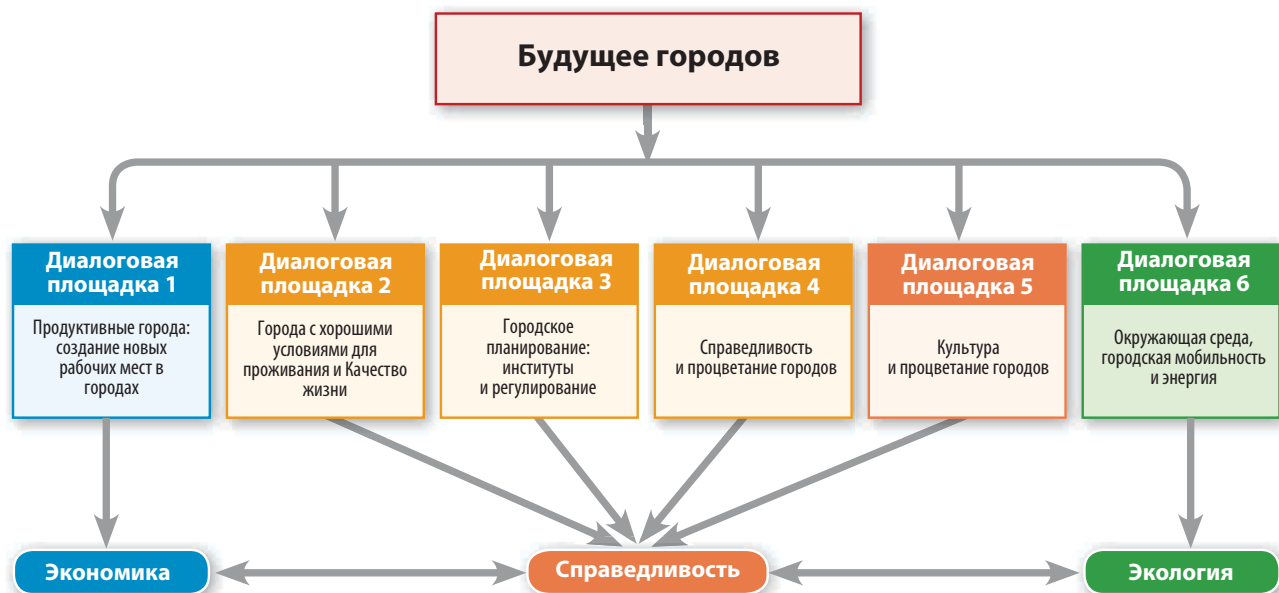 Будущее городов
Диалоговая
площадка 1
Продуктивные города:
создание новых
рабочих мест в
городах
Диалоговая
площадка 2
Города с хорошими
условиями для
проживания и Качество
жизни
Диалоговая
площадка 3
Городское
планирование:
институты
и регулирование
Диалоговая
площадка 4
Справедливость
и процветание городов
Диалоговая
площадка 5
Культура
и процветание городов
Диалоговая
площадка 6
Окружающая среда,
городская мобильность
и энергия
Экономика
Справедливость
Экология